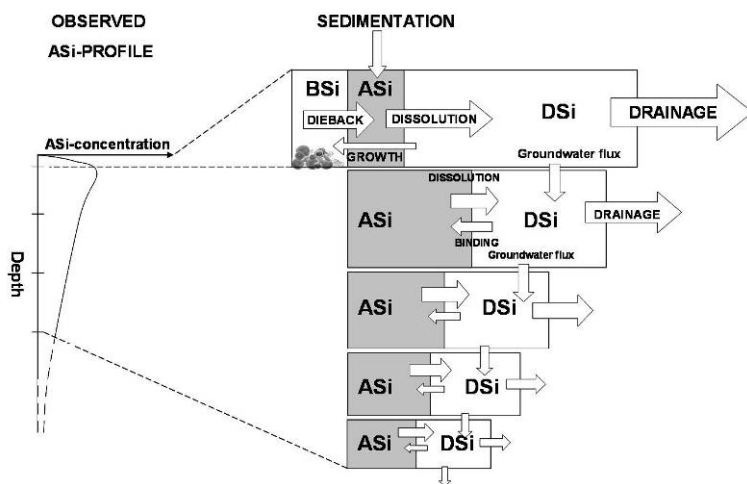 OBSERVED
ASi-PROFILE
SEDIMENTATION
BSi
ASi
DSi
DRAINAGE
DIEBACK
DISSOLUTION
GROWTH
Groundwater flux
ASi-concentration
Depth
DISSOLUTION
ASi
DSi
DRAINAGE
BINDING
Groundwater flux
ASi
DSi
ASi
DSi
ASi
DSi